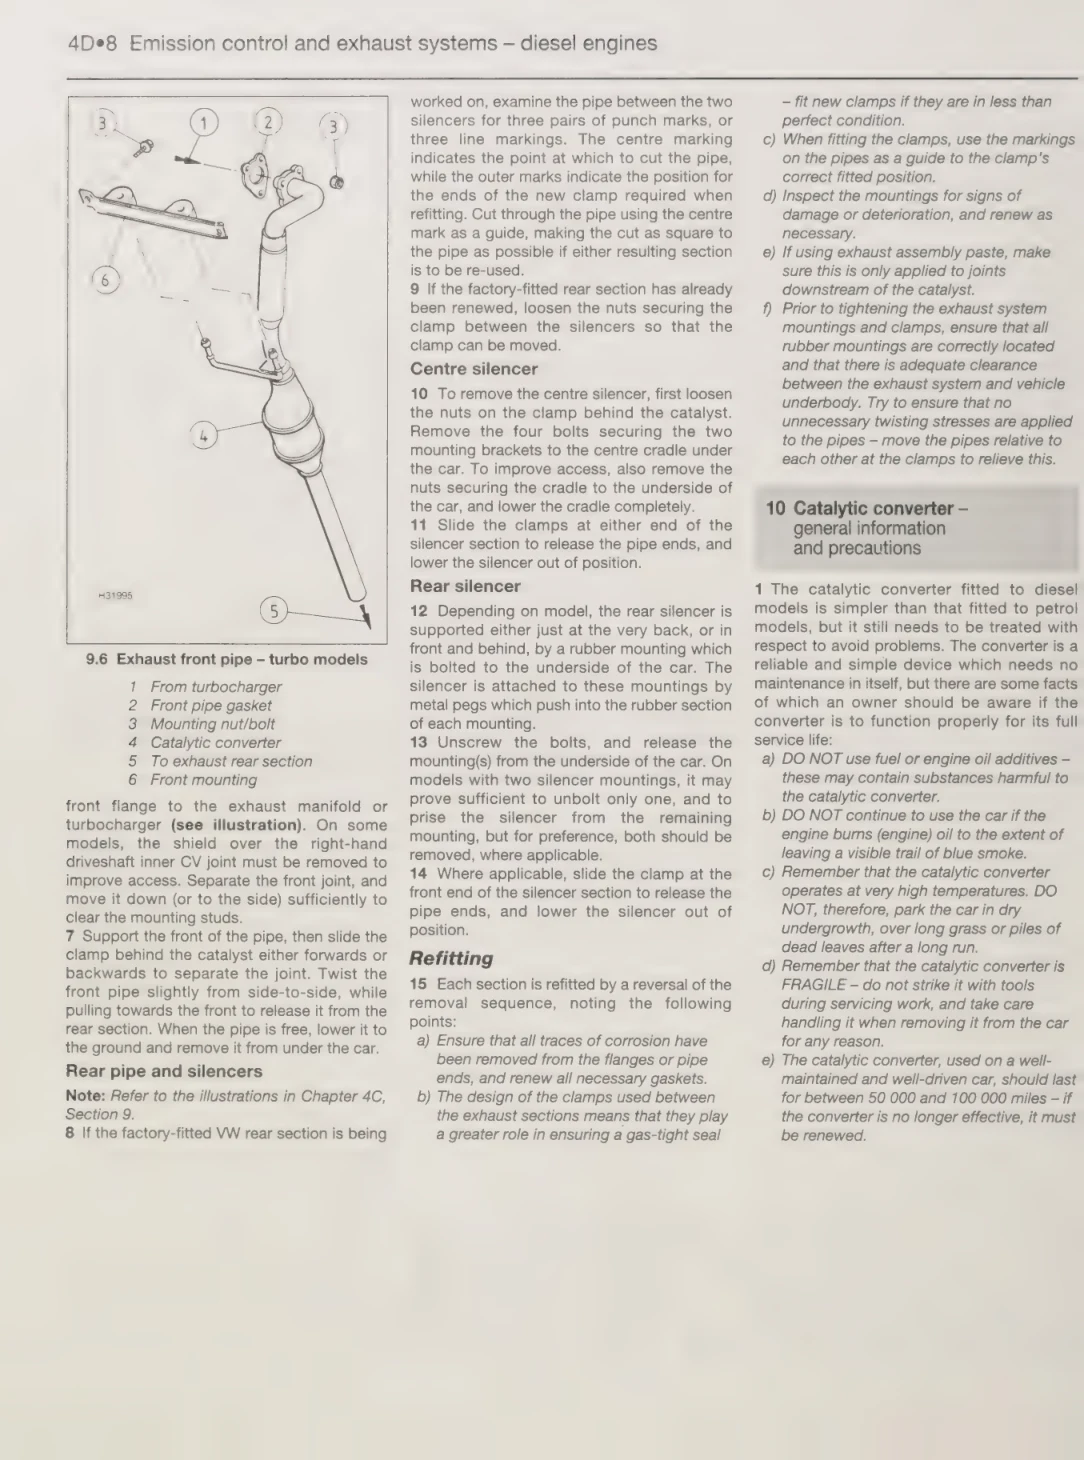 4D•8 Emission control and exhaust systems – diesel engines
3
1
2
3
6
4
5
H31995
9.6 Exhaust front pipe – turbo models
1 From turbocharger
2 Front pipe gasket
3 Mounting nut/bolt
4 Catalytic converter
5 To exhaust rear section
6 Front mounting
front flange to the exhaust manifold or
turbocharger (see illustration). On some
models, the shield over the right-hand
driveshaft inner CV joint must be removed to
improve access. Separate the front joint, and
move it down (or to the side) sufficiently to
clear the mounting studs.
7 Support the front of the pipe, then slide the
clamp behind the catalyst either forwards or
backwards to separate the joint. Twist the
front pipe slightly from side-to-side, while
pulling towards the front to release it from the
rear section. When the pipe is free, lower it to
the ground and remove it from under the car.
Rear pipe and silencers
Note: Refer to the illustrations in Chapter 4C,
Section 9.
8 If the factory-fitted VW rear section is being
worked on, examine the pipe between the two
silencers for three pairs of punch marks, or
three line markings. The centre marking
indicates the point at which to cut the pipe,
while the outer marks indicate the position for
the ends of the new clamp required when
refitting. Cut through the pipe using the centre
mark as a guide, making the cut as square to
the pipe as possible if either resulting section
is to be re-used.
9 If the factory-fitted rear section has already
been renewed, loosen the nuts securing the
clamp between the silencers so that the
clamp can be moved.
Centre silencer
10 To remove the centre silencer, first loosen
the nuts on the clamp behind the catalyst.
Remove the four bolts securing the two
mounting brackets to the centre cradle under
the car. To improve access, also remove the
nuts securing the cradle to the underside of
the car, and lower the cradle completely.
11 Slide the clamps at either end of the
silencer section to release the pipe ends, and
lower the silencer out of position.
Rear silencer
12 Depending on model, the rear silencer is
supported either just at the very back, or in
front and behind, by a rubber mounting which
is bolted to the underside of the car. The
silencer is attached to these mountings by
metal pegs which push into the rubber section
of each mounting.
13 Unscrew the bolts, and release the
mounting(s) from the underside of the car. On
models with two silencer mountings, it may
prove sufficient to unbolt only one, and to
prise the silencer from the remaining
mounting, but for preference, both should be
removed, where applicable.
14 Where applicable, slide the clamp at the
front end of the silencer section to release the
pipe ends, and lower the silencer out of
position.
Refitting
15 Each section is refitted by a reversal of the
removal sequence, noting the following
points:
a) Ensure that all traces of corrosion have
been removed from the flanges or pipe
ends, and renew all necessary gaskets.
b) The design of the clamps used between
the exhaust sections means that they play
a greater role in ensuring a gas-tight seal
– fit new clamps if they are in less than
perfect condition.
c) When fitting the clamps, use the markings
on the pipes as a guide to the clamp's
correct fitted position.
d) Inspect the mountings for signs of
damage or deterioration, and renew as
necessary.
e) If using exhaust assembly paste, make
sure this is only applied to joints
downstream of the catalyst.
f) Prior to tightening the exhaust system
mountings and clamps, ensure that all
rubber mountings are correctly located
and that there is adequate clearance
between the exhaust system and vehicle
underbody. Try to ensure that no
unnecessary twisting stresses are applied
to the pipes – move the pipes relative to
each other at the clamps to relieve this.
10 Catalytic converter –
general information
and precautions
1 The catalytic converter fitted to diesel
models is simpler than that fitted to petrol
models, but it still needs to be treated with
respect to avoid problems. The converter is a
reliable and simple device which needs no
maintenance in itself, but there are some facts
of which an owner should be aware if the
converter is to function properly for its full
service life:
a) DO NOT use fuel or engine oil additives –
these may contain substances harmful to
the catalytic converter.
b) DO NOT continue to use the car if the
engine burns (engine) oil to the extent of
leaving a visible trail of blue smoke.
c) Remember that the catalytic converter
operates at very high temperatures. DO
NOT, therefore, park the car in dry
undergrowth, over long grass or piles of
dead leaves after a long run.
d) Remember that the catalytic converter is
FRAGILE – do not strike it with tools
during servicing work, and take care
handling it when removing it from the car
for any reason.
e) The catalytic converter, used on a well-
maintained and well-driven car, should last
for between 50 000 and 100 000 miles – if
the converter is no longer effective, it must
be renewed.